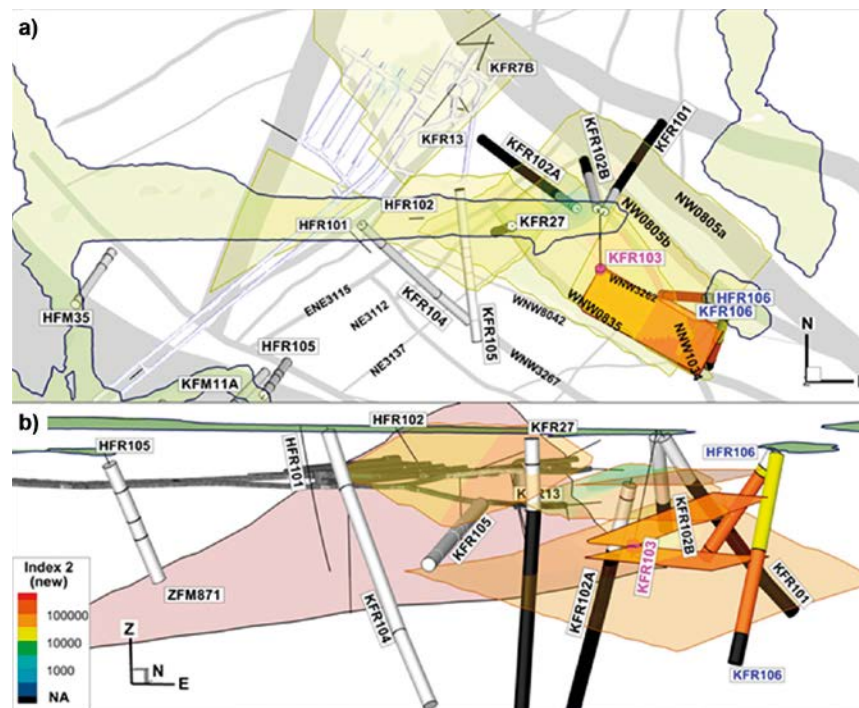 a)
KFR7B
KFR13
KFR102A
KFR102B
KFR101
HFR102
HFR101
KFR27
NW0805a
NW0805b
KFR103
WNW3262
HFR106
KFR106
ENE3115
NE3112
KFR104
WNW8042
WNW0835
HFM35
HFR105
NE3137
KFR105
WNW3267
KFM11A
N
b)
HFR102
KFR27
HFR105
HFR101
HFR106
KFR13
KFR105
KFR102B
KFR103
KFR102A
KFR101
Index 2
(new)
100000
10000
1000
NA
ZFM871
KFR104
Z
N
E
KFR106